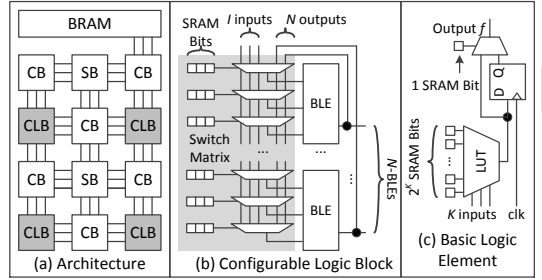 BRAM
CB
SB
CB
CLB
CB
CLB
CB
SB
CB
CLB
CB
CLB
(a) Architecture
SRAM
Bits
I inputs
N outputs
BLE
...
...
Switch
Matrix
...
...
BLE
N-BLEs
(b) Configurable Logic Block
Output f
1 SRAM Bit
D Q
LUT
2^K SRAM Bits
...
K inputs
clk
(c) Basic Logic
Element